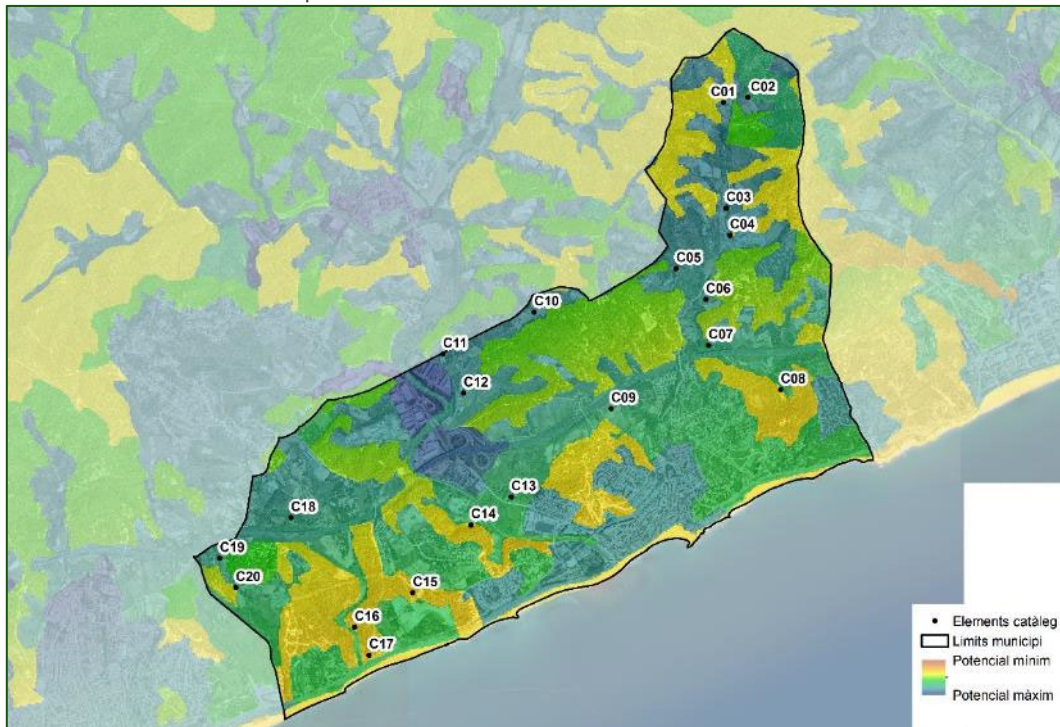 C01
C02
C03
C04
C05
C06
C07
C08
C09
C10
C11
C12
C13
C14
C15
C16
C17
C18
C19
C20
Elements catàleg
Límits municipi
Potencial mínim
Potencial màxim